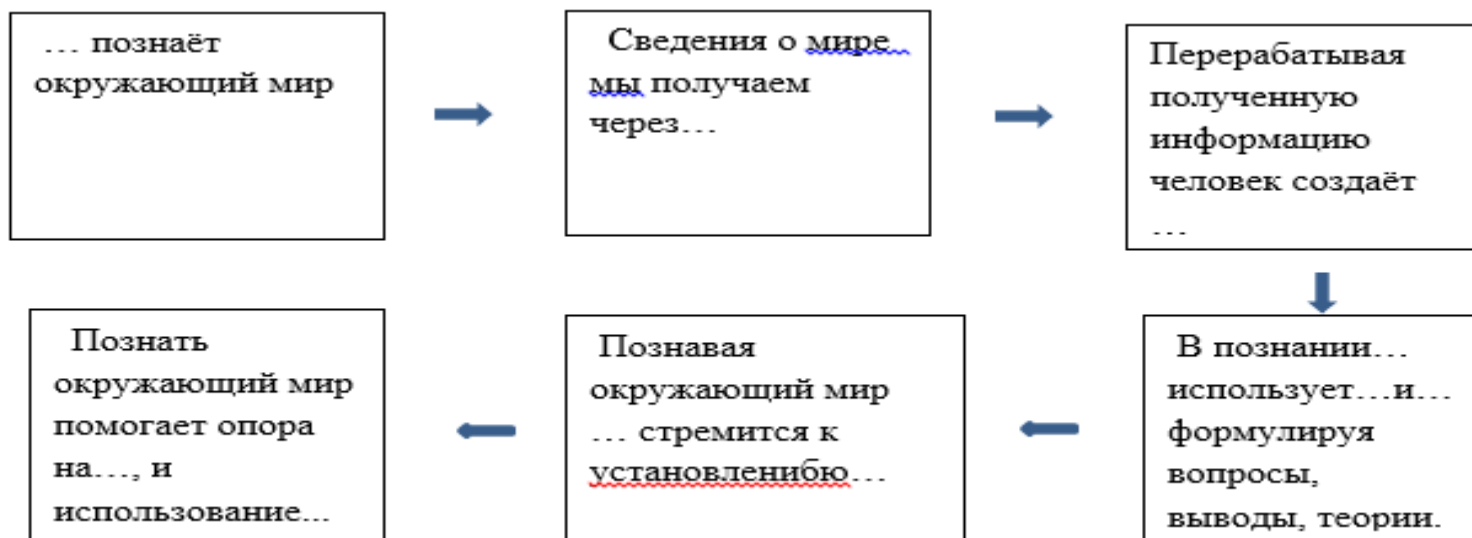 … познаёт
окружающий мир
Сведения о мире
мы получаем
через…
Перерабатывая
полученную
информацию
человек создаёт
…
В познании…
использует…и…
формулируя
вопросы,
выводы, теории.
Познавая
окружающий мир
… стремится к
установленибю…
Познать
окружающий мир
помогает опора
на…, и
использование...